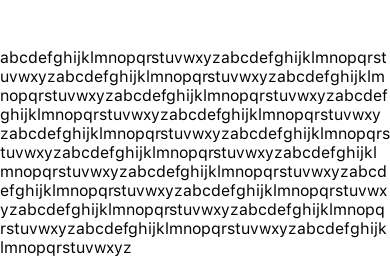 abcdefghijklmnopqrstuvwxyzabcdefghijklmnopqrst
uvwxyzabcdefghijklmnopqrstuvwxyzabcdefghijklm
nopqrstuvwxyzabcdefghijklmnopqrstuvwxyzabcdef
ghijklmnopqrstuvwxyzabcdefghijklmnopqrstuvwxy
zabcdefghijklmnopqrstuvwxyzabcdefghijklmnopqrs
tuvwxyzabcdefghijklmnopqrstuvwxyzabcdefghijkl
mnopqrstuvwxyzabcdefghijklmnopqrstuvwxyzabcd
efghijklmnopqrstuvwxyzabcdefghijklmnopqrstuvwx
yzabcdefghijklmnopqrstuvwxyzabcdefghijklmnopq
rstuvwxyzabcdefghijklmnopqrstuvwxyzabcdefghijk
lmnopqrstuvwxyz